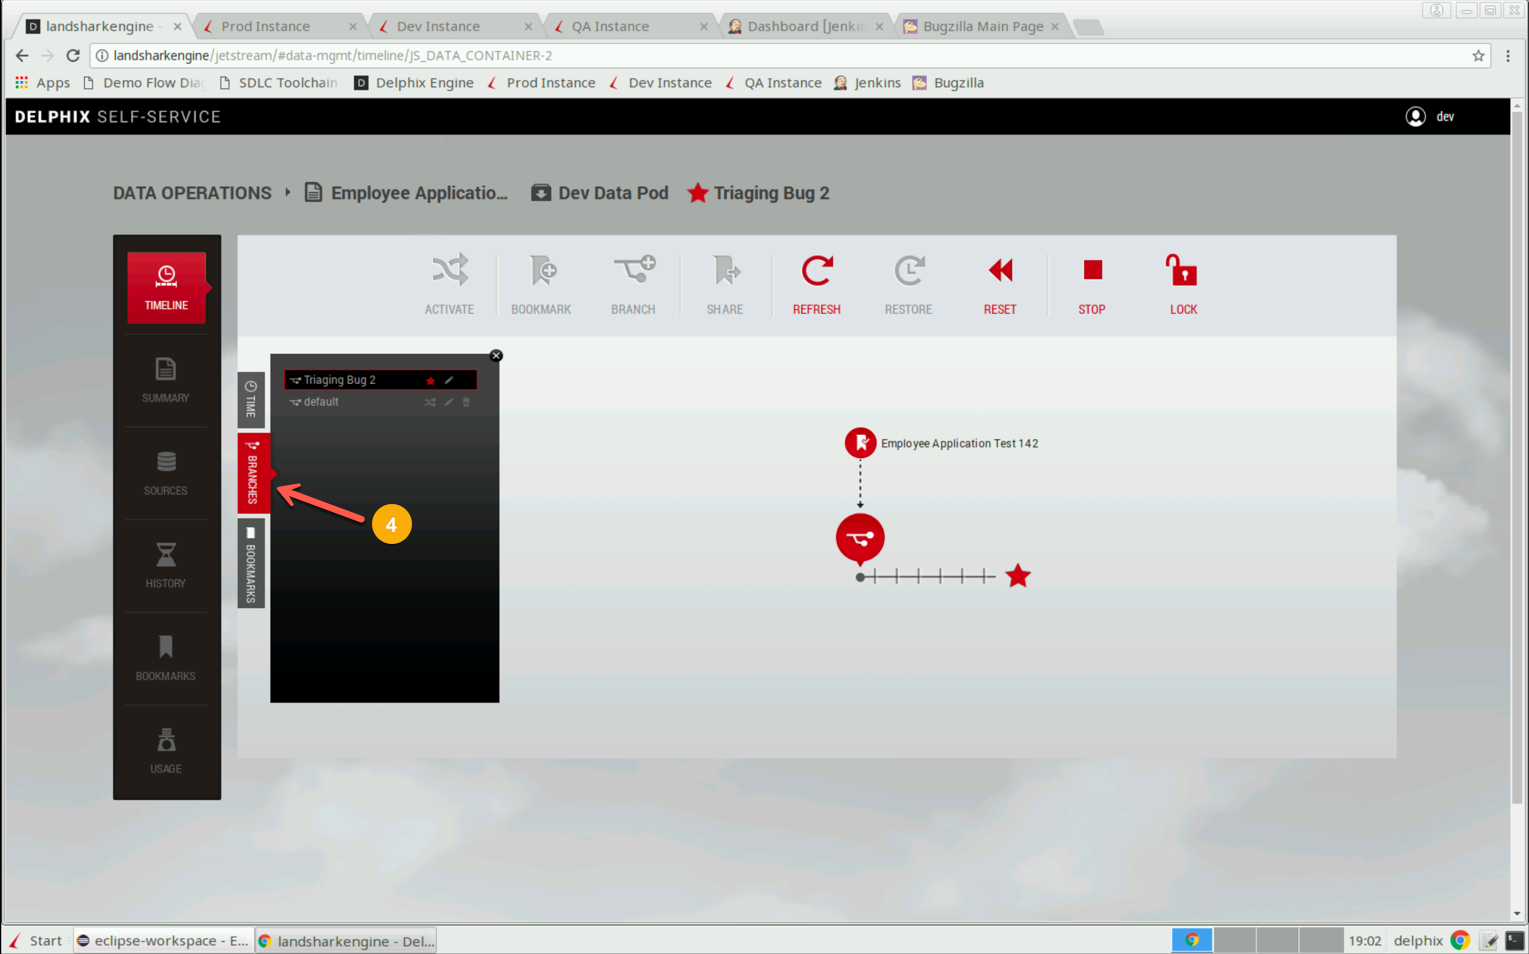 landsharkengine -
Prod Instance
Dev Instance
QA Instance
Dashboard [Jenkin
Bugzilla Main Page
landsharkengine/jetstream/#data-mgmt/timeline/JS_DATA_CONTAINER-2
Apps
Demo Flow Diag
SDLC Toolchain
D Delphix Engine
Prod Instance
Dev Instance
QA Instance
Jenkins
Bugzilla
DELPHIX SELF-SERVICE
dev
DATA OPERATIONS
Employee Applicatio...
Dev Data Pod
Triaging Bug 2
TIMELINE
SUMMARY
SOURCES
HISTORY
BOOKMARKS
USAGE
ACTIVATE
BOOKMARK
BRANCH
SHARE
REFRESH
RESTORE
RESET
STOP
LOCK
TIME
BRANCHES
BOOKMARKS
Triaging Bug 2
default
4
Employee Application Test 142
Start
eclipse-workspace - E...
landsharkengine - Del...
19:02
delphix